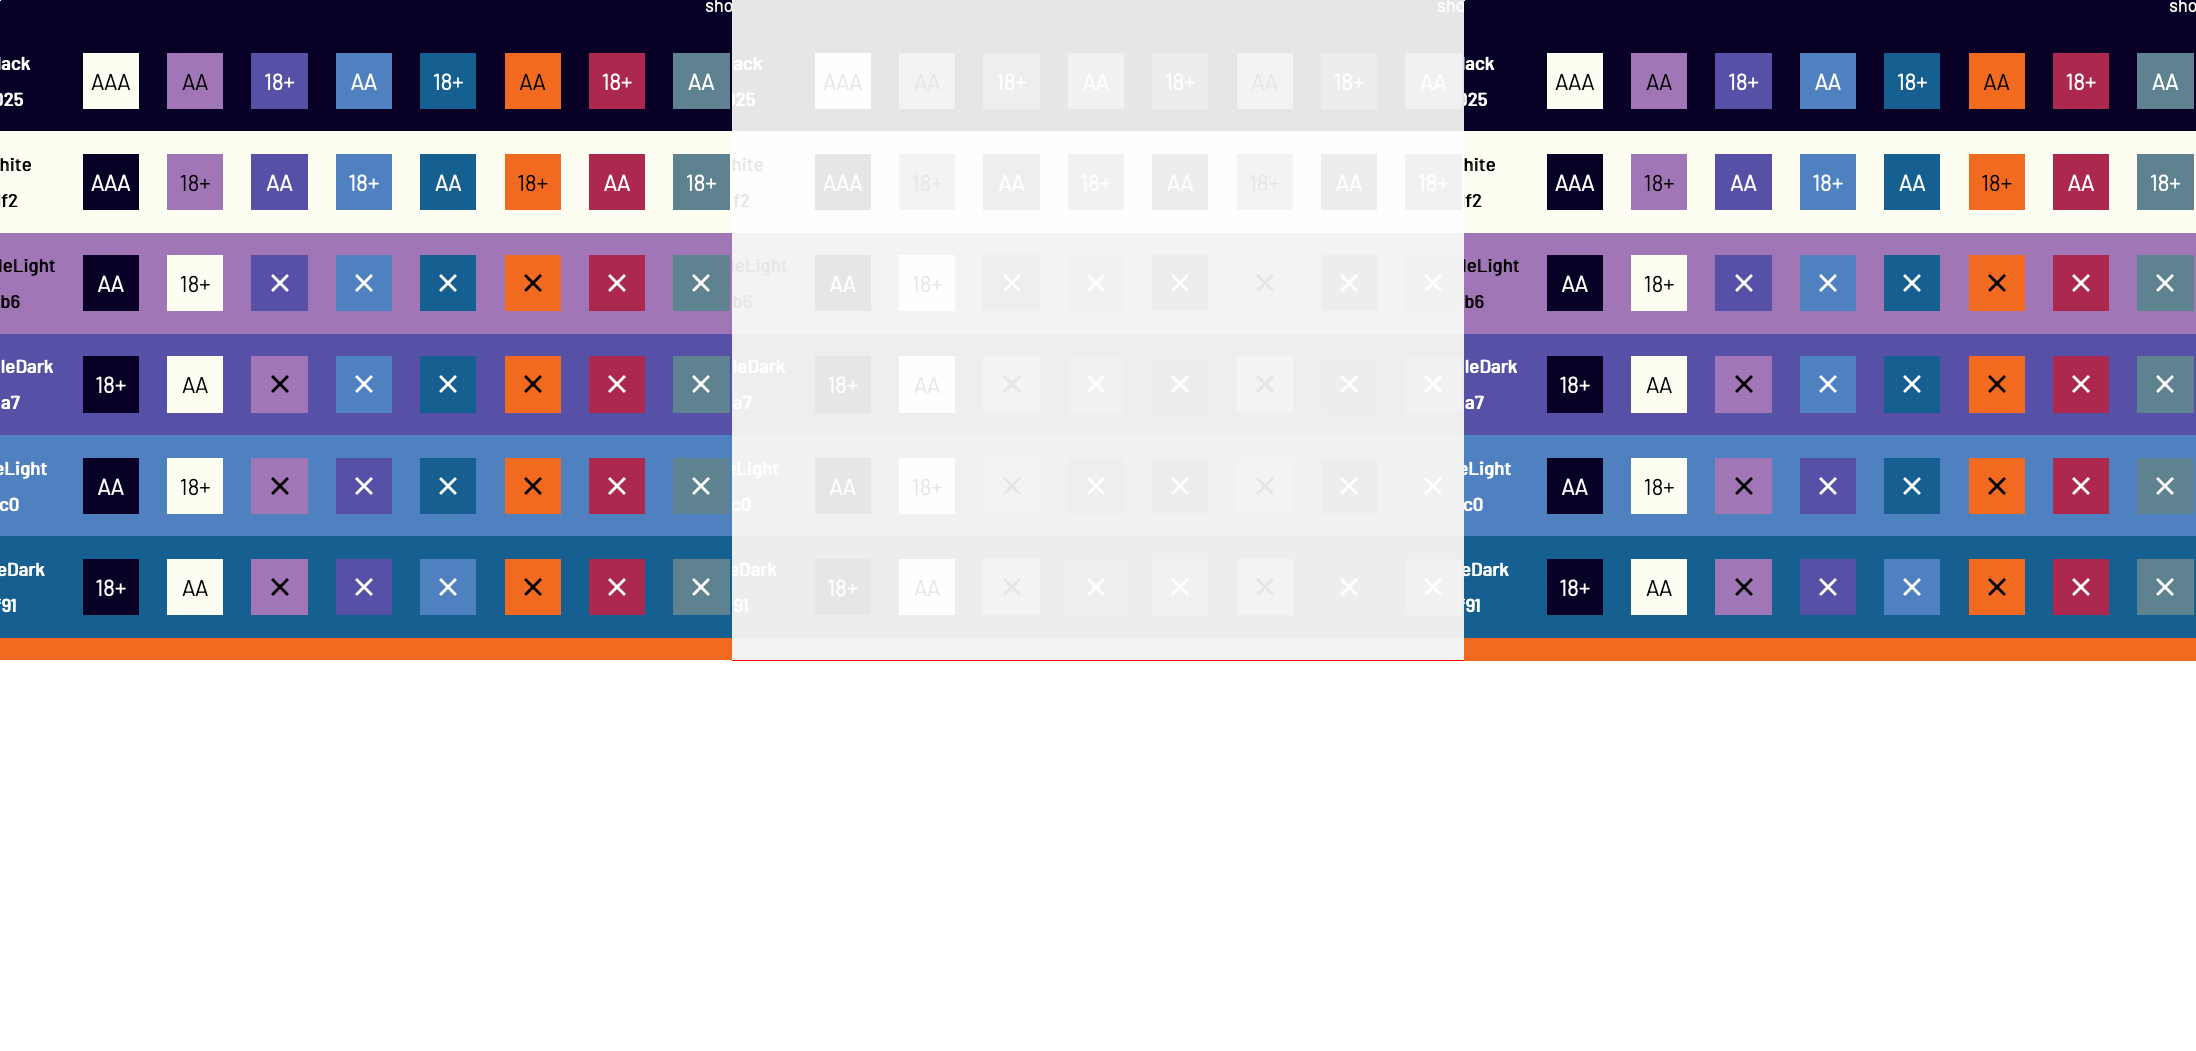 sho
ack
AAA AA 18+ AA 18+ AA 18+ AA
025
hite
AAA 18+ AA 18+ AA 18+ AA 18+
f2
leLight
AA 18+ ✕ ✕ ✕ ✕ ✕ ✕
b6
leDark
18+ AA ✕ ✕ ✕ ✕ ✕ ✕
a7
eLight
AA 18+ ✕ ✕ ✕ ✕ ✕ ✕
c0
eDark
18+ AA ✕ ✕ ✕ ✕ ✕ ✕
91
sho
ack
AAA AA 18+ AA 18+ AA 18+ AA
25
hite
AAA 18+ AA 18+ AA 18+ AA 18+
f2
leLight
AA 18+ ✕ ✕ ✕ ✕ ✕ ✕
b6
leDark
18+ AA ✕ ✕ ✕ ✕ ✕ ✕
a7
eLight
AA 18+ ✕ ✕ ✕ ✕ ✕ ✕
c0
eDark
18+ AA ✕ ✕ ✕ ✕ ✕ ✕
91
sho
ack
AAA AA 18+ AA 18+ AA 18+ AA
025
hite
AAA 18+ AA 18+ AA 18+ AA 18+
f2
leLight
AA 18+ ✕ ✕ ✕ ✕ ✕ ✕
b6
leDark
18+ AA ✕ ✕ ✕ ✕ ✕ ✕
a7
eLight
AA 18+ ✕ ✕ ✕ ✕ ✕ ✕
c0
eDark
18+ AA ✕ ✕ ✕ ✕ ✕ ✕
91